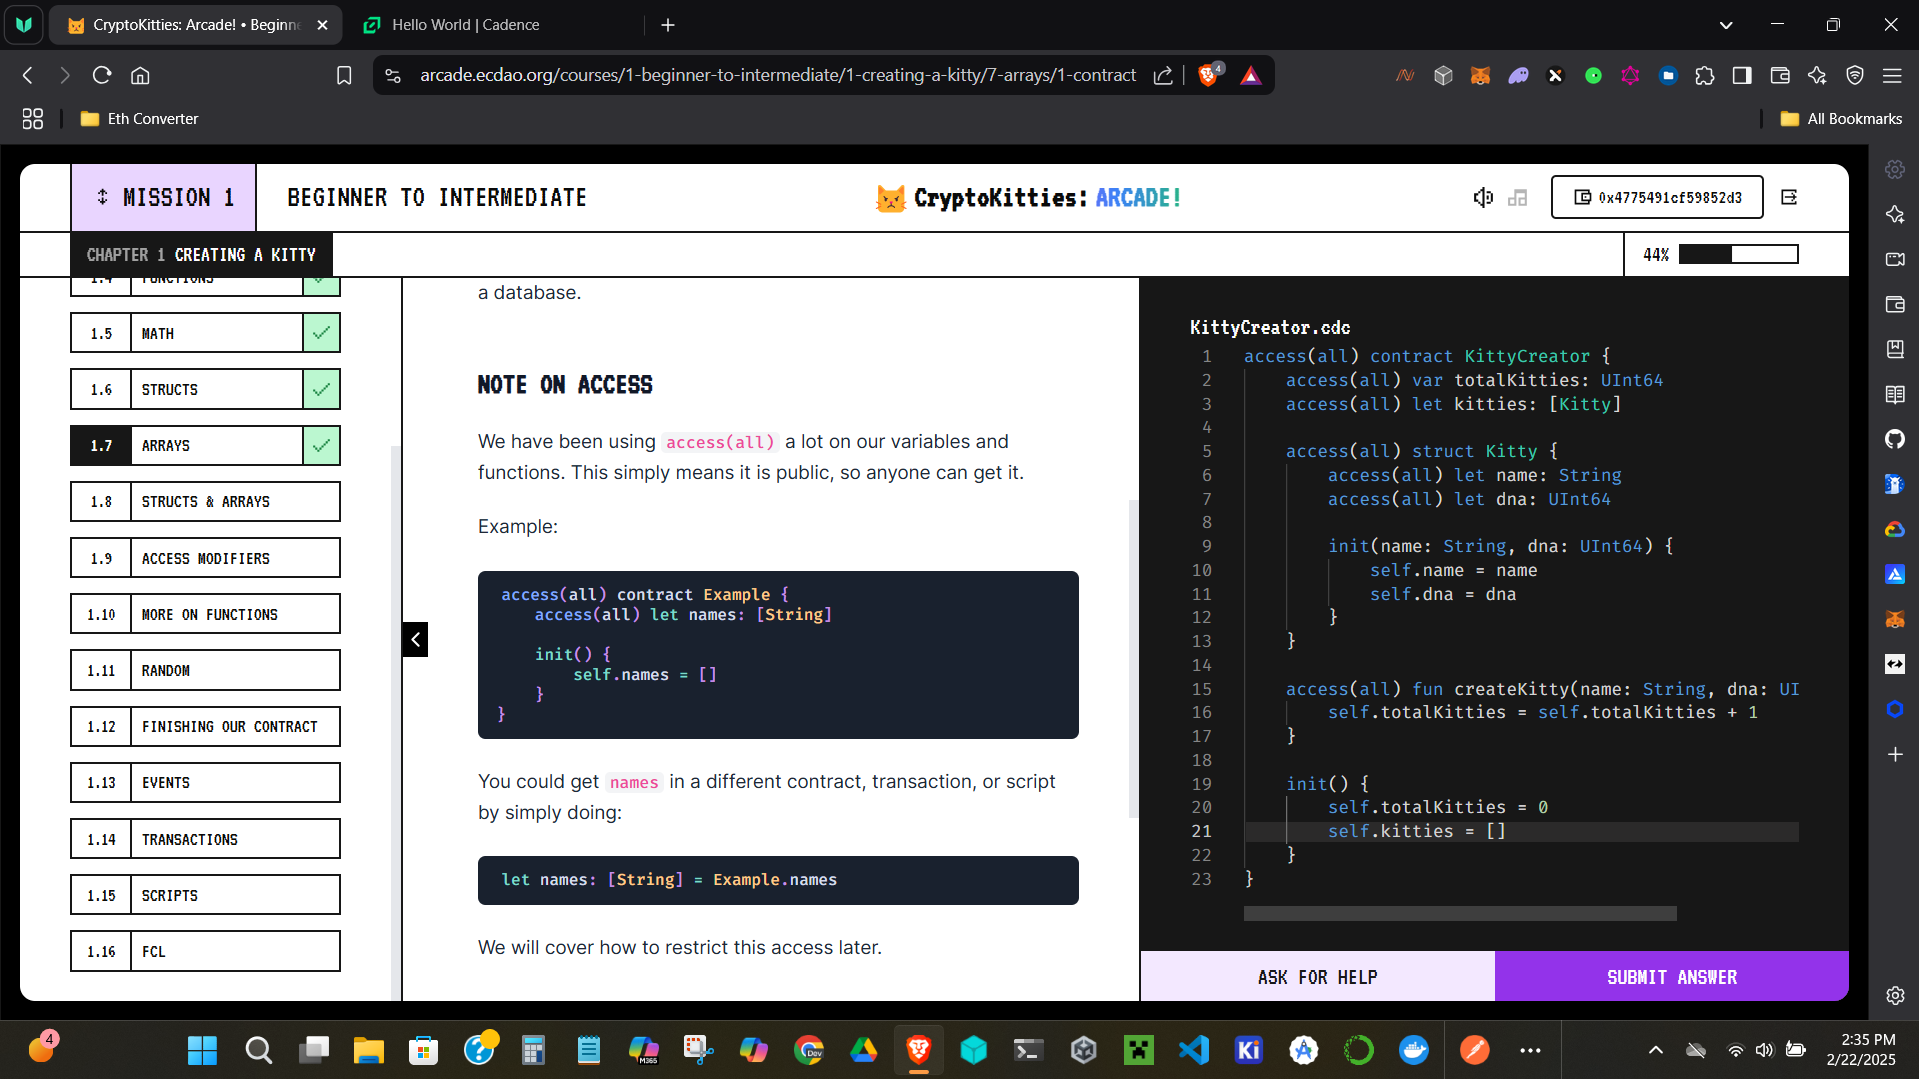 CryptoKitties: Arcade! • Beginne
Hello World | Cadence
arcade.ecdao.org/courses/1-beginner-to-intermediate/1-creating-a-kitty/7-arrays/1-contract
4
Eth Converter
All Bookmarks
MISSION 1
BEGINNER TO INTERMEDIATE
CryptoKitties: ARCADE!
0x4775491cf59852d3
CHAPTER 1 CREATING A KITTY
44%
1.4 FUNCTIONS
1.5 MATH
1.6 STRUCTS
1.7 ARRAYS
1.8 STRUCTS & ARRAYS
1.9 ACCESS MODIFIERS
1.10 MORE ON FUNCTIONS
1.11 RANDOM
1.12 FINISHING OUR CONTRACT
1.13 EVENTS
1.14 TRANSACTIONS
1.15 SCRIPTS
1.16 FCL
a database.
NOTE ON ACCESS
We have been using access(all) a lot on our variables and
functions. This simply means it is public, so anyone can get it.
Example:
access(all) contract Example {
access(all) let names: [String]
init() {
self.names = []
}
}
You could get names in a different contract, transaction, or script
by simply doing:
let names: [String] = Example.names
We will cover how to restrict this access later.
KittyCreator.cdc
1 access(all) contract KittyCreator {
2 access(all) var totalKitties: UInt64
3 access(all) let kitties: [Kitty]
4
5 access(all) struct Kitty {
6 access(all) let name: String
7 access(all) let dna: UInt64
8
9 init(name: String, dna: UInt64) {
10 self.name = name
11 self.dna = dna
12 }
13 }
14
15 access(all) fun createKitty(name: String, dna: UI
16 self.totalKitties = self.totalKitties + 1
17 }
18
19 init() {
20 self.totalKitties = 0
21 self.kitties = []
22 }
23 }
ASK FOR HELP
SUBMIT ANSWER
4
M365
Dev
Ki
2:35 PM
2/22/2025